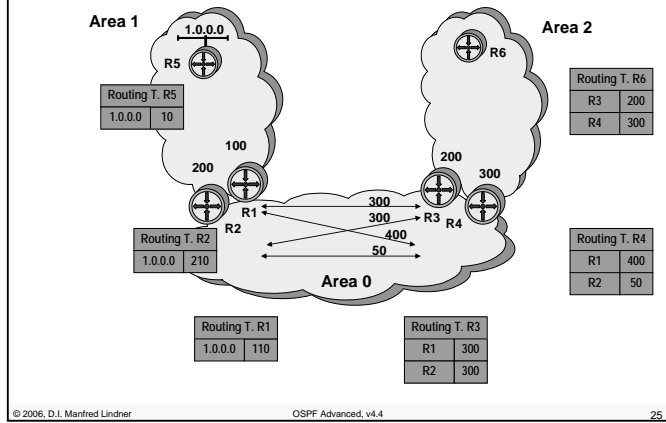 Area 1
Area 2
1.0.0.0
R5
R6
Routing T. R5
1.0.0.0 10
Routing T. R6
R3 200
R4 300
100
200
200
300
R1
R2
R3
R4
300
300
400
50
Area 0
Routing T. R2
1.0.0.0 210
Routing T. R4
R1 400
R2 50
Routing T. R1
1.0.0.0 110
Routing T. R3
R1 300
R2 300
© 2006, D.I. Manfred Lindner
OSPF Advanced, v4.4
25